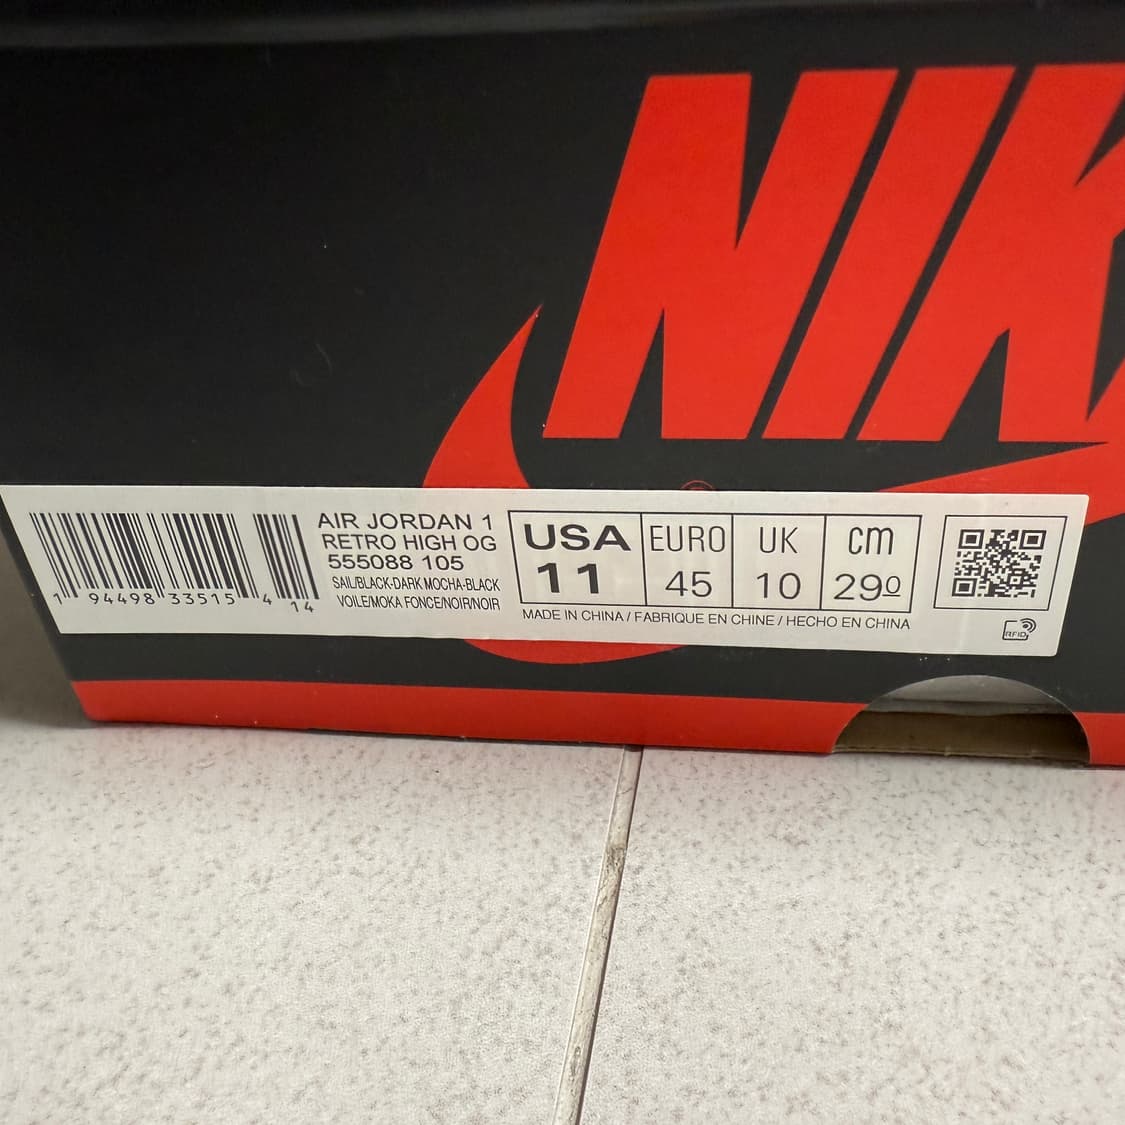 NIK
AIR JORDAN 1
RETRO HIGH OG
555088 105
SAIL/BLACK-DARK MOCHA-BLACK
VOILE/MOKA FONCE/NOIR/NOIR
1 94498 33515 4 14
USA EURO UK cm
11 45 10 290
MADE IN CHINA / FABRIQUE EN CHINE / HECHO EN CHINA
RFID